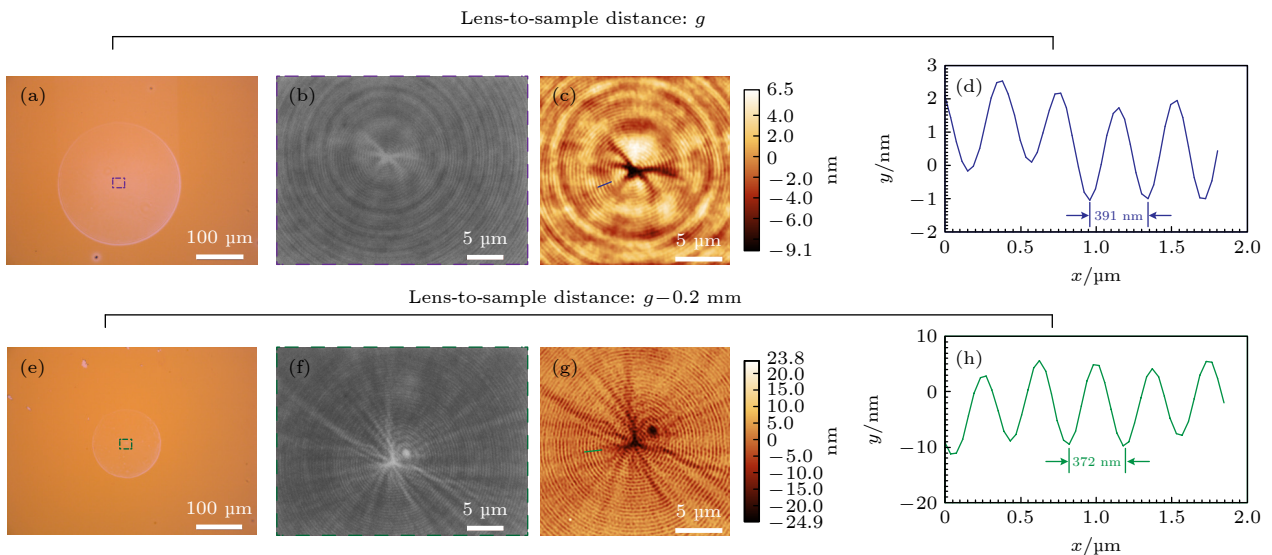 Lens-to-sample distance: g
(a)
100 µm
(b)
5 µm
(c)
5 µm
6.5
4.0
2.0
0
−2.0
−4.0
−6.0
−9.1
nm
(d)
3
2
1
0
−1
−2
y/nm
391 nm
0
0.5
1.0
1.5
2.0
x/µm
Lens-to-sample distance: g−0.2 mm
(e)
100 µm
(f)
5 µm
(g)
5 µm
23.8
20.0
15.0
10.0
5.0
0
−5.0
−10.0
−15.0
−20.0
−24.9
nm
(h)
10
0
−10
−20
y/nm
372 nm
0
0.5
1.0
1.5
2.0
x/µm